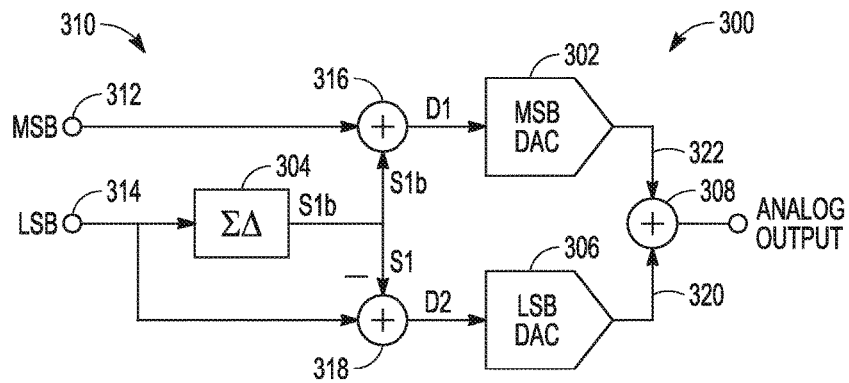 310
300
312
316
302
MSB
D1
MSB
DAC
322
314
304
S1b
S1b
308
LSB
ΣΔ
ANALOG
OUTPUT
—
S1
306
D2
LSB
DAC
320
318